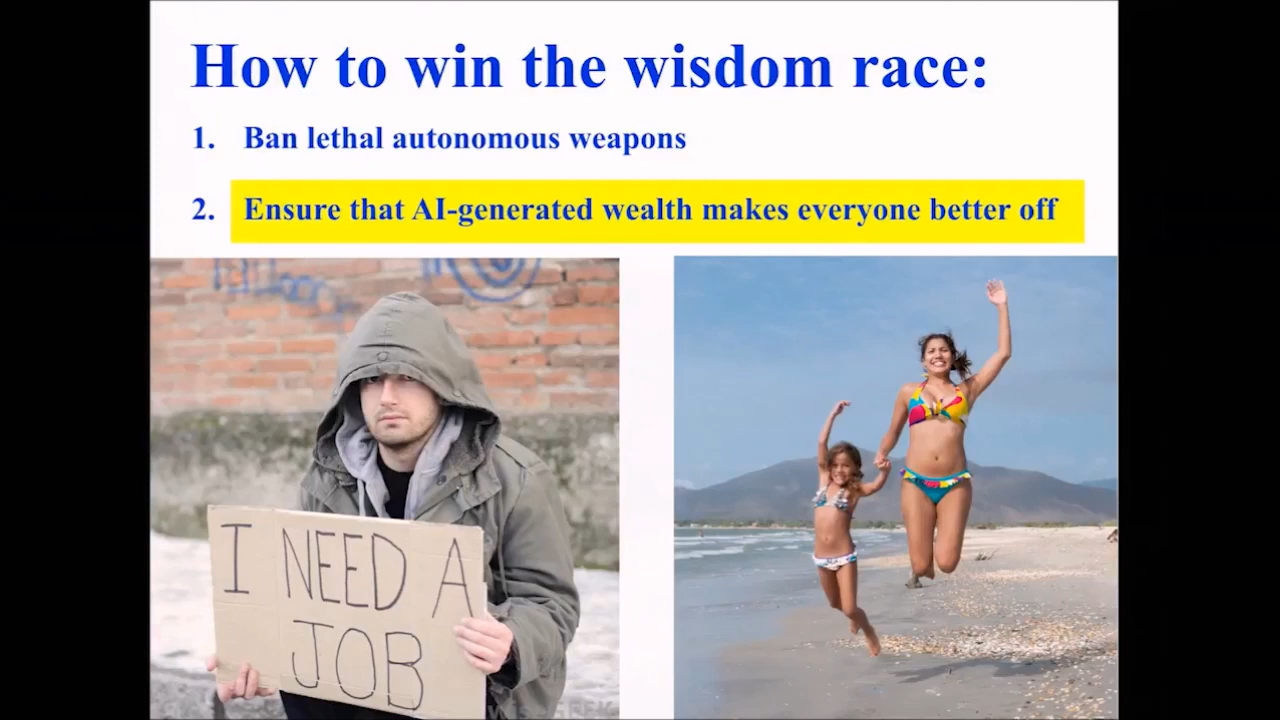 How to win the wisdom race:
1. Ban lethal autonomous weapons
2. Ensure that AI-generated wealth makes everyone better off
I NEED A
JOB